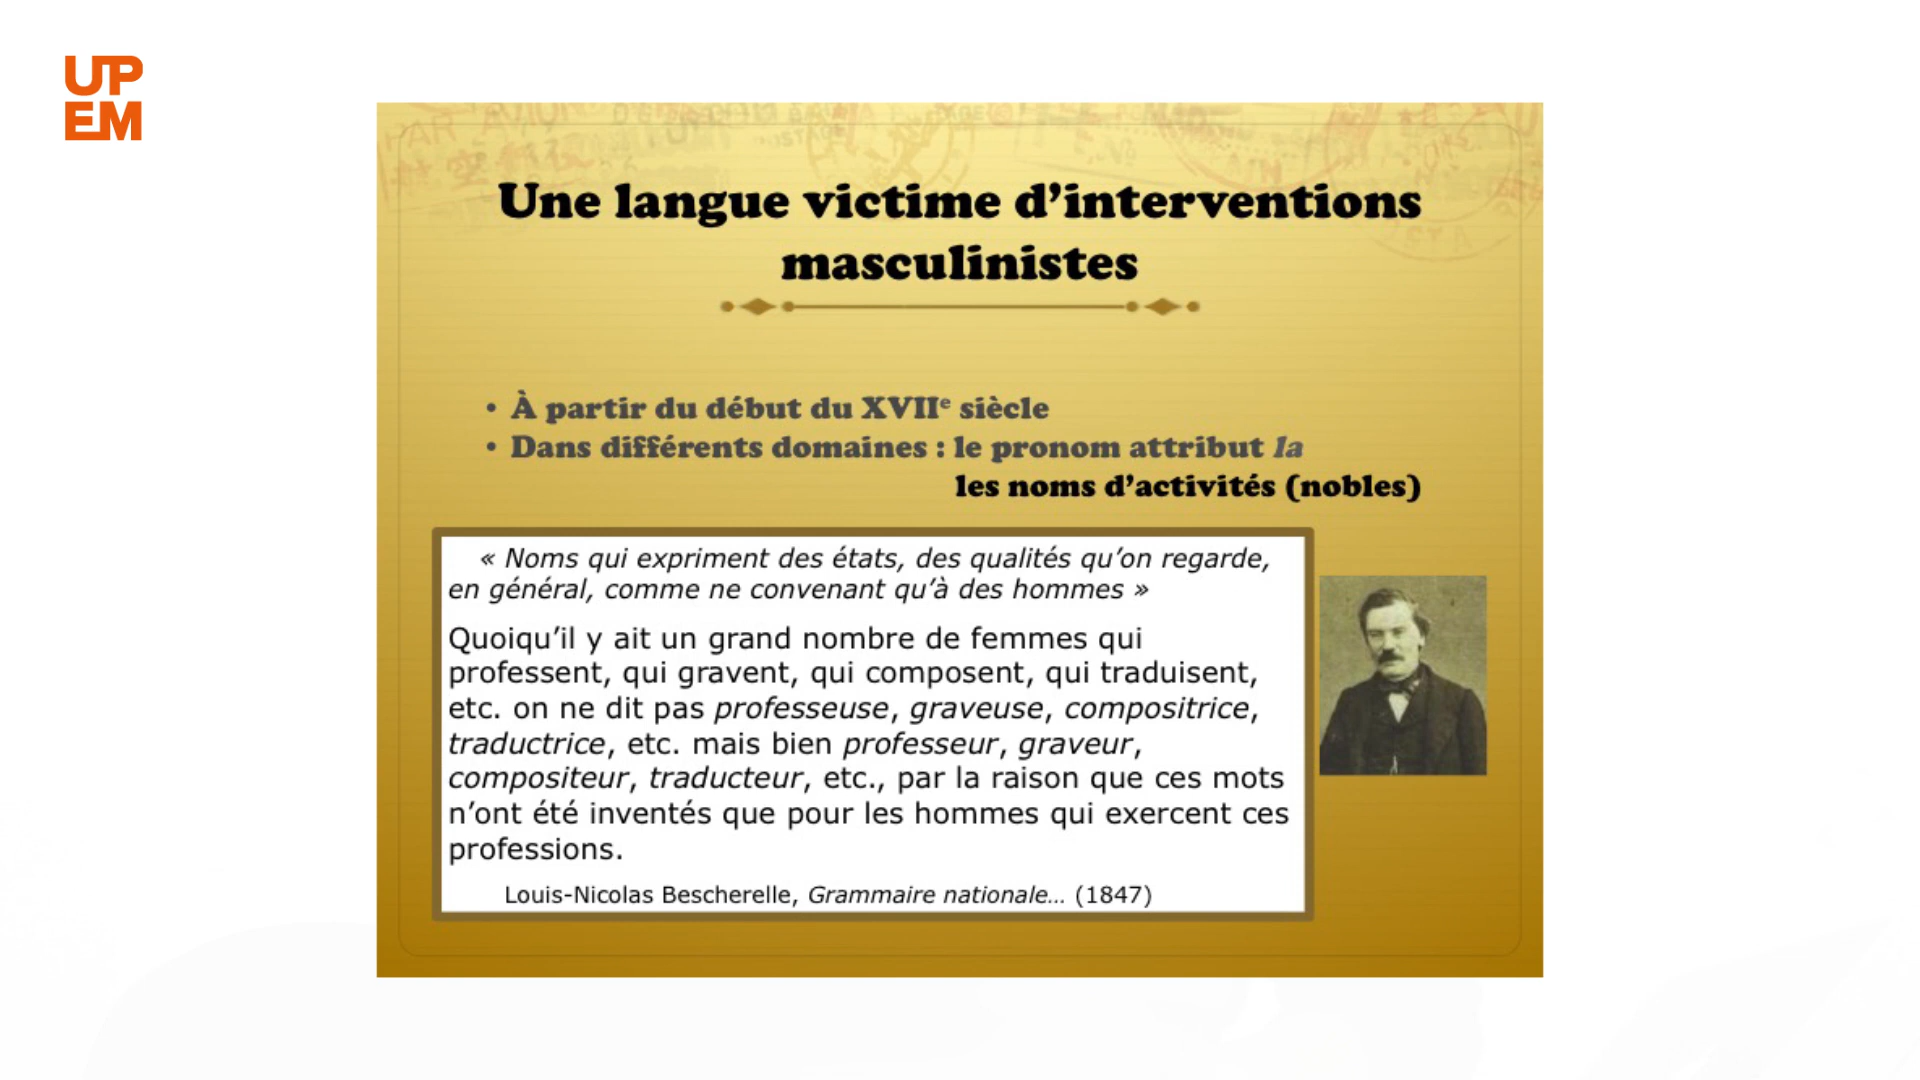 UP
EM
PAR AVION
Une langue victime d’interventions
masculinistes
• À partir du début du XVIIe siècle
• Dans différents domaines : le pronom attribut la
les noms d’activités (nobles)
« Noms qui expriment des états, des qualités qu’on regarde,
en général, comme ne convenant qu’à des hommes »
Quoiqu’il y ait un grand nombre de femmes qui
professent, qui gravent, qui composent, qui traduisent,
etc. on ne dit pas professeuse, graveuse, compositrice,
traductrice, etc. mais bien professeur, graveur,
compositeur, traducteur, etc., par la raison que ces mots
n’ont été inventés que pour les hommes qui exercent ces
professions.
Louis-Nicolas Bescherelle, Grammaire nationale… (1847)